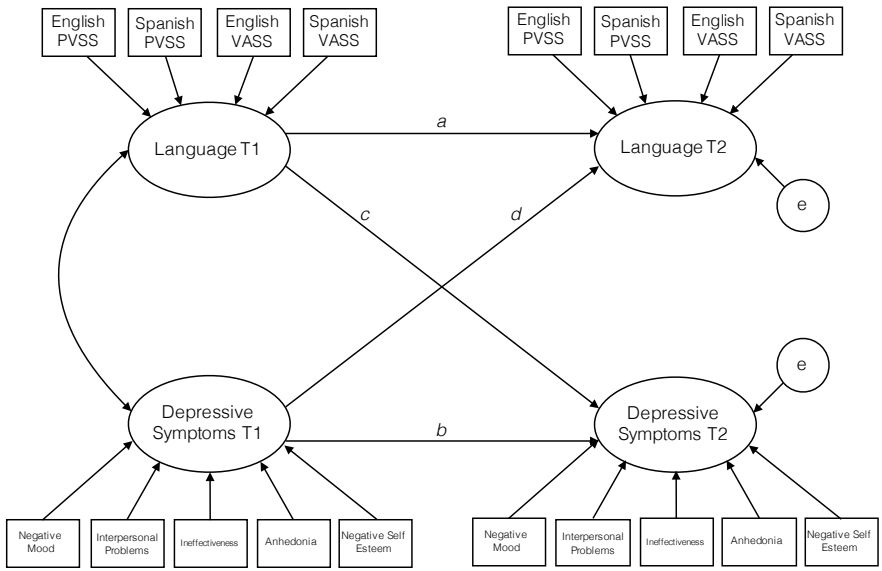 English
PVSS
Spanish
PVSS
English
VASS
Spanish
VASS
English
PVSS
Spanish
PVSS
English
VASS
Spanish
VASS
Language T1
a
Language T2
e
c
d
e
Depressive
Symptoms T1
b
Depressive
Symptoms T2
Negative
Mood
Interpersonal
Problems
Ineffectiveness
Anhedonia
Negative Self
Esteem
Negative
Mood
Interpersonal
Problems
Ineffectiveness
Anhedonia
Negative Self
Esteem